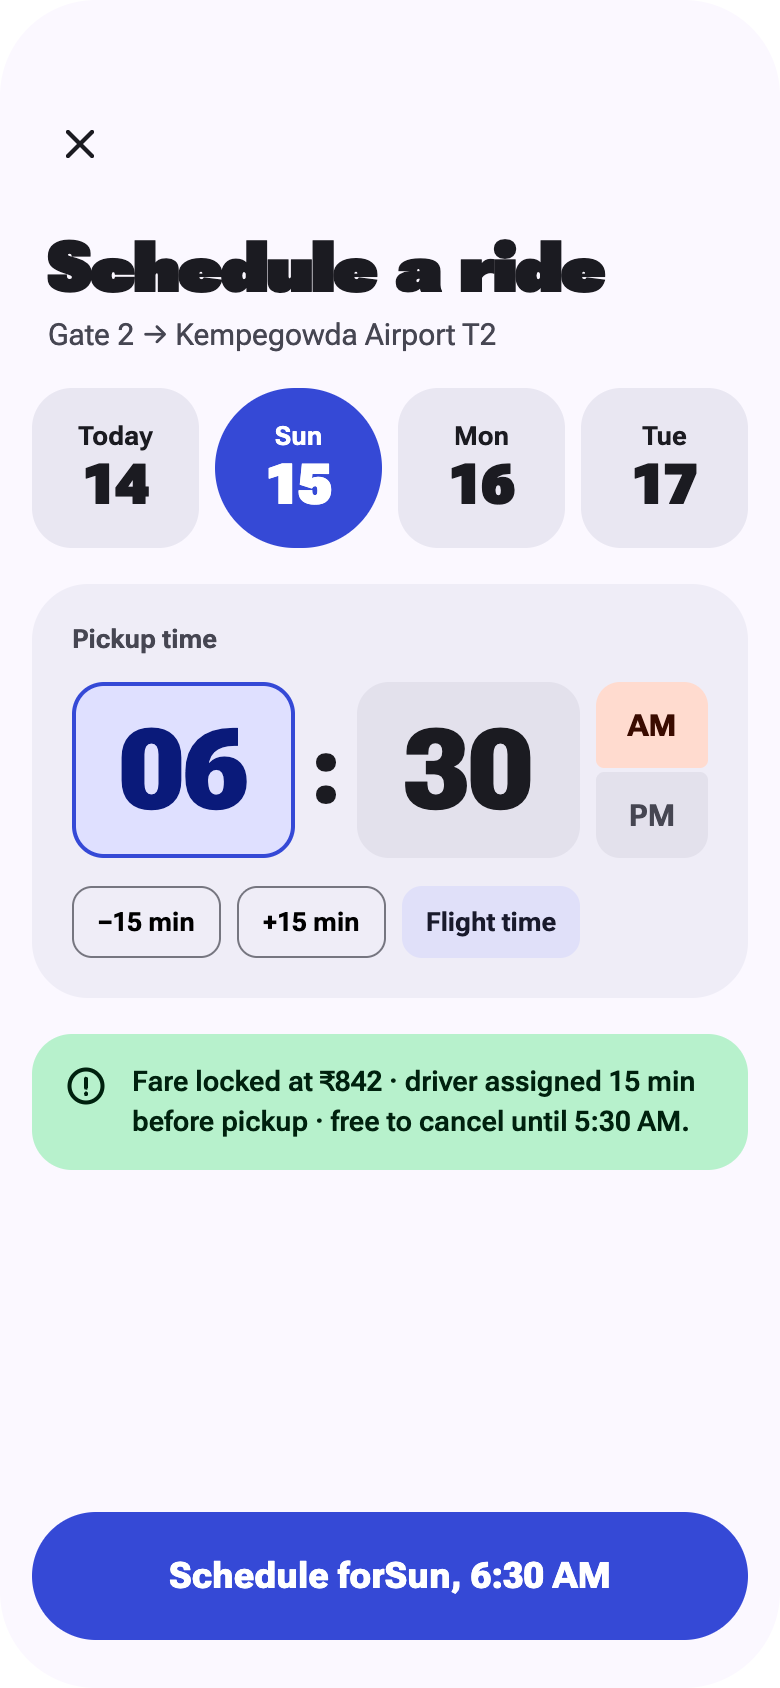 Schedule a ride
Gate 2 → Kempegowda Airport T2
Today Sun Mon Tue
14 15 16 17
Pickup time
06 : 30
AM
PM
−15 min +15 min Flight time
Fare locked at ₹842 · driver assigned 15 min
before pickup · free to cancel until 5:30 AM.
Schedule forSun, 6:30 AM